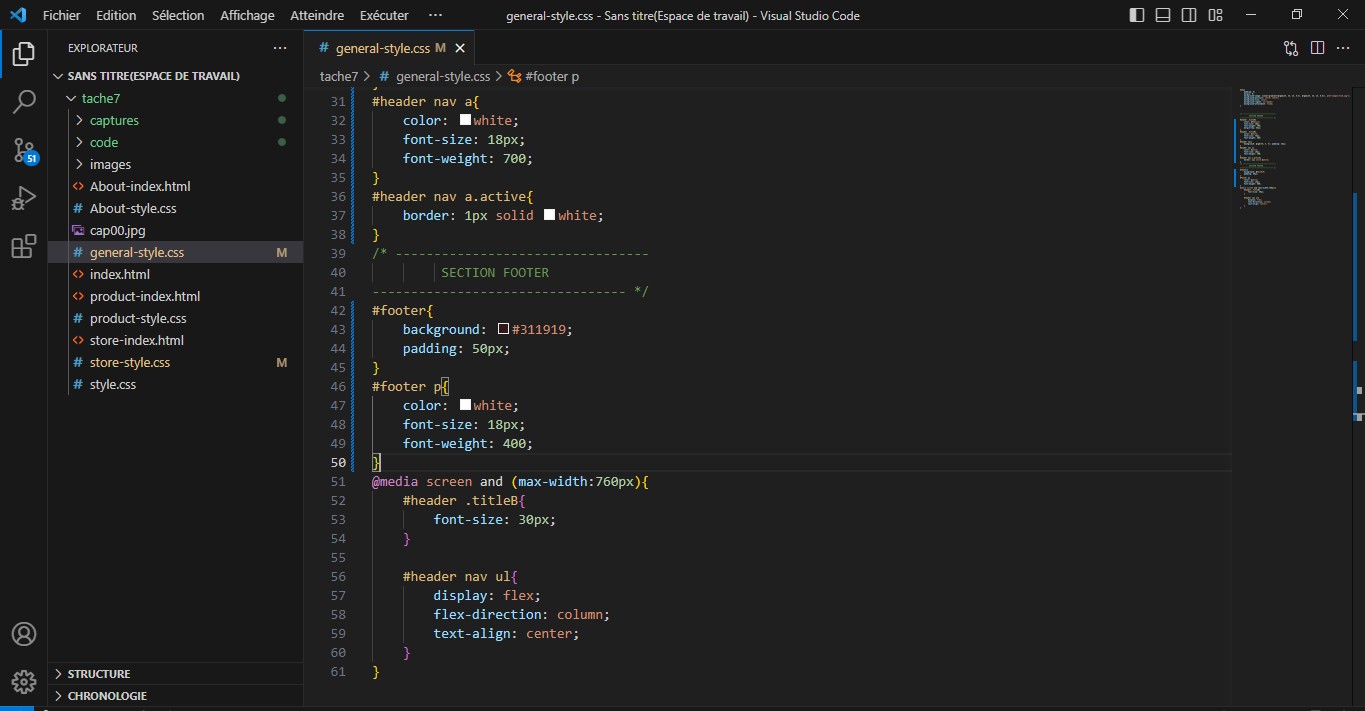 Fichier Edition Sélection Affichage Atteindre Exécuter ··· general-style.css - Sans titre(Espace de travail) - Visual Studio Code
EXPLORATEUR ···
SANS TITRE(ESPACE DE TRAVAIL)
tache7
captures
code
images
About-index.html
About-style.css
cap00.jpg
general-style.css M
index.html
product-index.html
product-style.css
store-index.html
store-style.css M
style.css
STRUCTURE
CHRONOLOGIE
51
# general-style.css M
tache7 > # general-style.css > #footer p
31 #header nav a{
32 color: white;
33 font-size: 18px;
34 font-weight: 700;
35 }
36 #header nav a.active{
37 border: 1px solid white;
38 }
39 /* ---------------------------------
40 SECTION FOOTER
41 --------------------------------- */
42 #footer{
43 background: #311919;
44 padding: 50px;
45 }
46 #footer p{
47 color: white;
48 font-size: 18px;
49 font-weight: 400;
50 }
51 @media screen and (max-width:760px){
52 #header .titleB{
53 font-size: 30px;
54 }
55
56 #header nav ul{
57 display: flex;
58 flex-direction: column;
59 text-align: center;
60 }
61 }